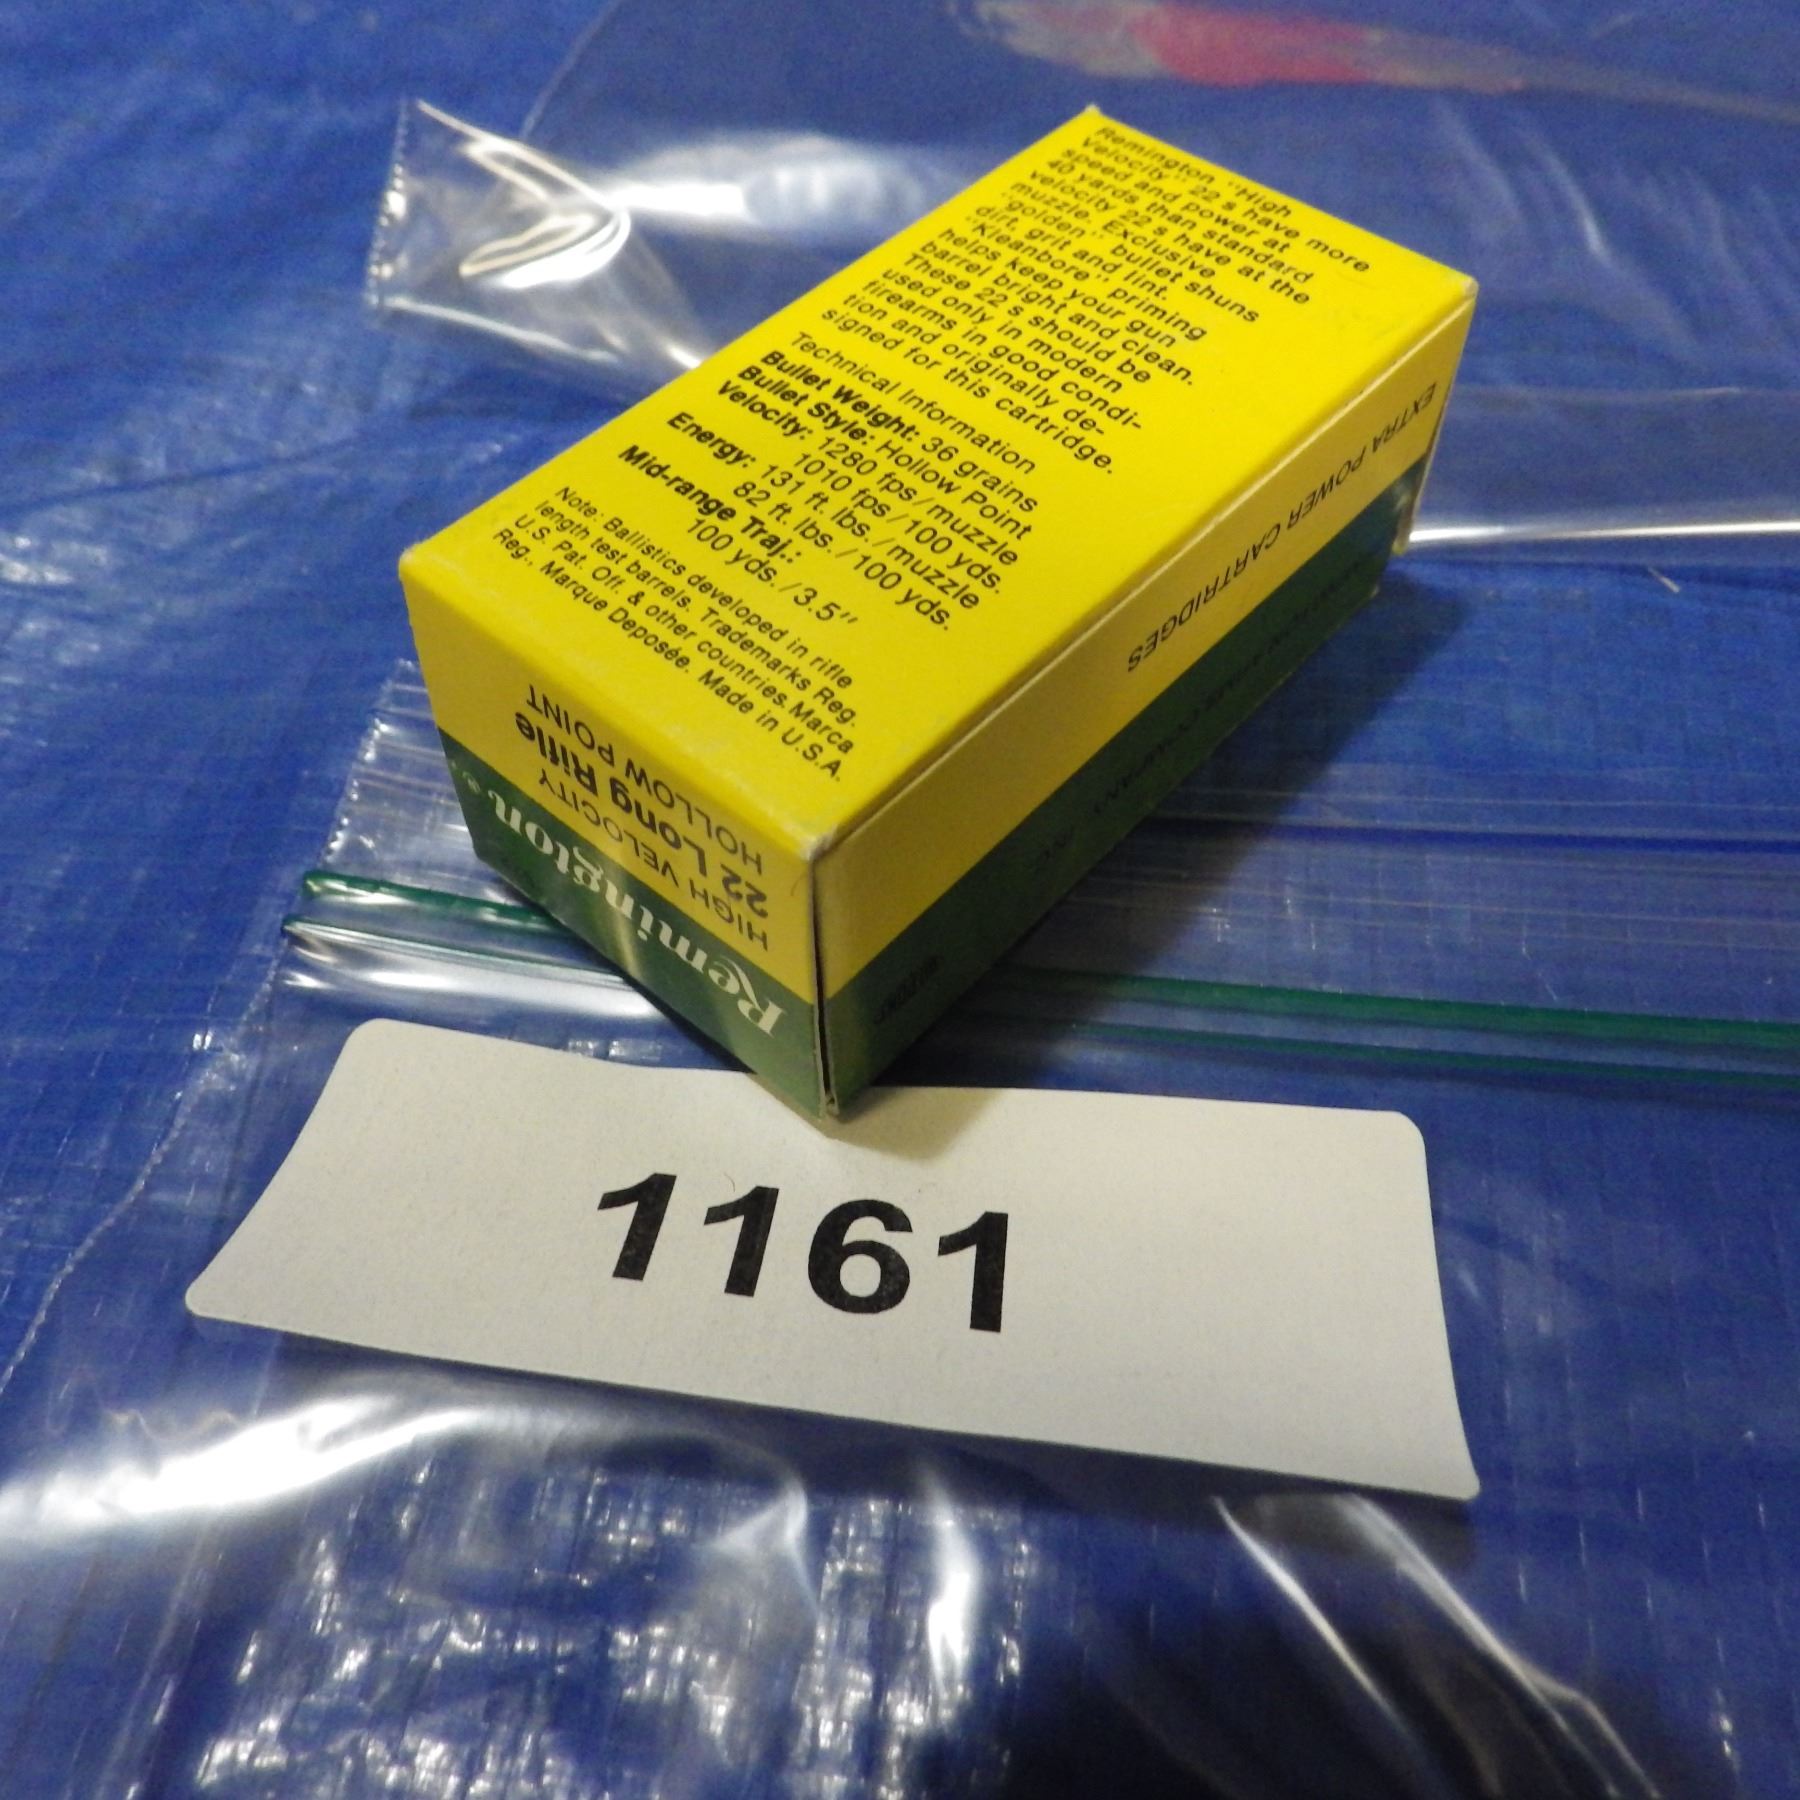 Remington "High
Velocity" 22's have more
speed and power at
40 yards than standard
velocity 22's have at the
muzzle. Exclusive
"golden" bullet shuns
dirt, grit and lint.
"Kleanbore" priming
helps keep your gun
barrel bright and clean.
These 22's should be
used only in modern
firearms in good condi-
tion and originally de-
signed for this cartridge.
Technical Information
Bullet Weight: 36 grains
Bullet Style: Hollow Point
Velocity: 1280 fps/muzzle
1010 fps/100 yds.
Energy: 131 ft. lbs./muzzle
82 ft. lbs./100 yds.
Mid-range Traj.:
100 yds./3.5"
Note: Ballistics developed in rifle
length test barrels. Trademarks Reg.
U.S. Pat. Off. & other countries. Marca
Reg., Marque Deposée. Made in U.S.A.
Remington
HIGH VELOCITY
22 Long Rifle
HOLLOW POINT
EXTRA POWER CARTRIDGES
1161